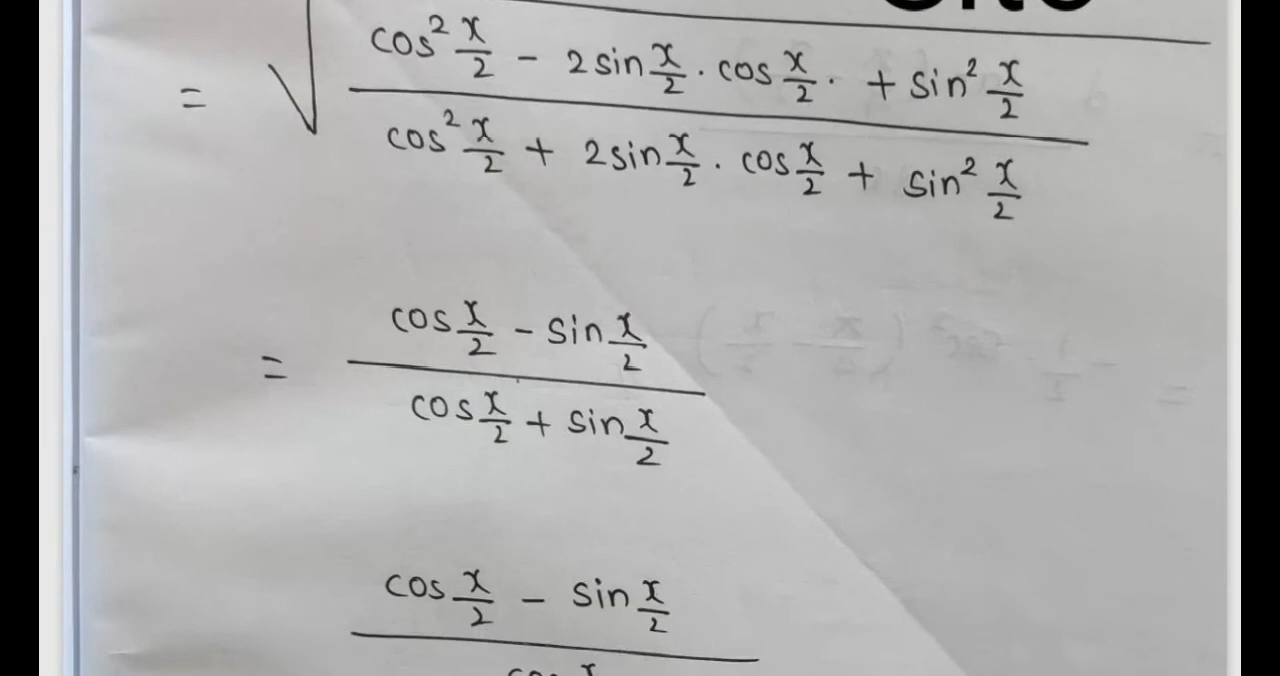 = √ (cos² x/2 - 2 sin x/2 . cos x/2 . + sin² x/2) / (cos² x/2 + 2 sin x/2 . cos x/2 + sin² x/2)
= (cos x/2 - sin x/2) / (cos x/2 + sin x/2)
cos x/2 - sin x/2